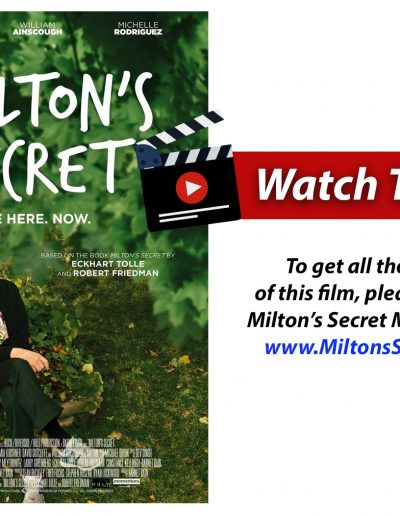 WILLIAM
AINSCOUGH
MICHELLE
RODRIGUEZ
LTON'S
CRET
E HERE. NOW.
BASED ON THE BOOK MILTON'S SECRET BY
ECKHART TOLLE
AND ROBERT FRIEDMAN
Watch T
To get all the
of this film, plea
Milton's Secret M
www.MiltonsS